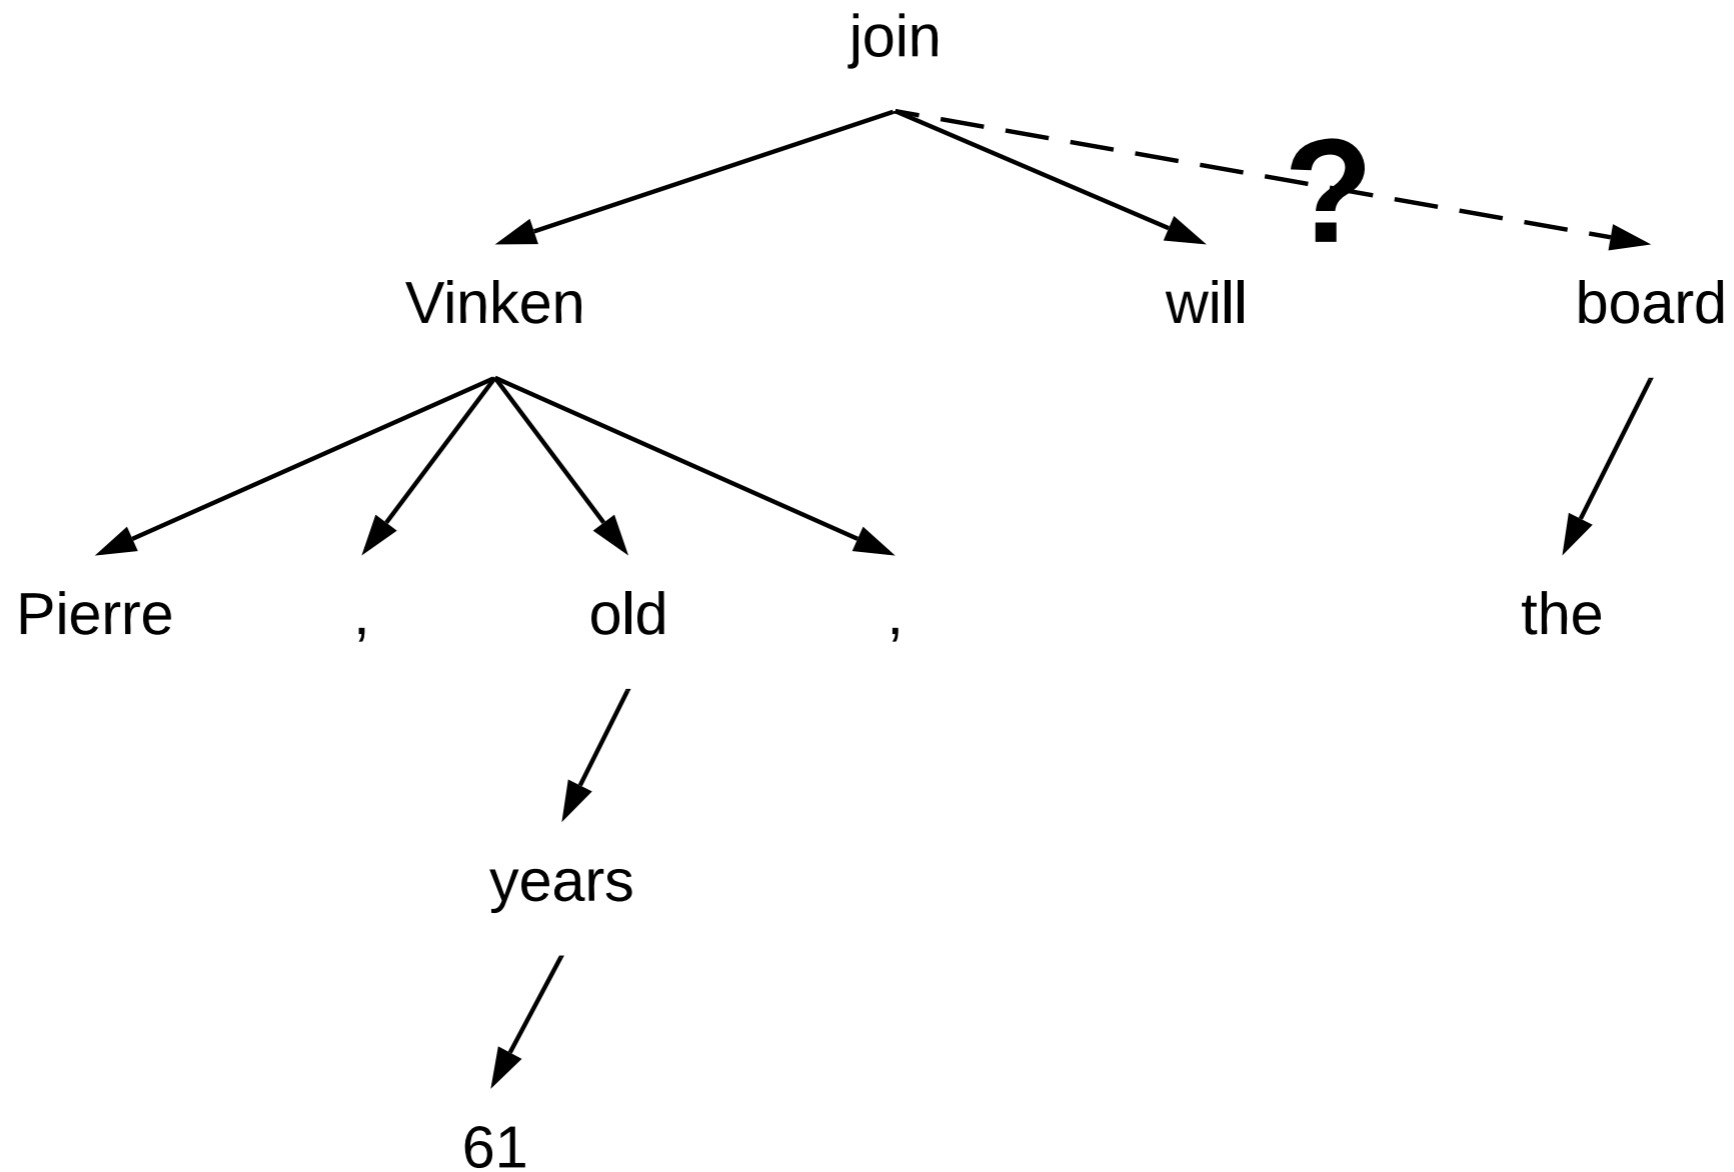 join
?
Vinken will board
Pierre , old , the
years
61